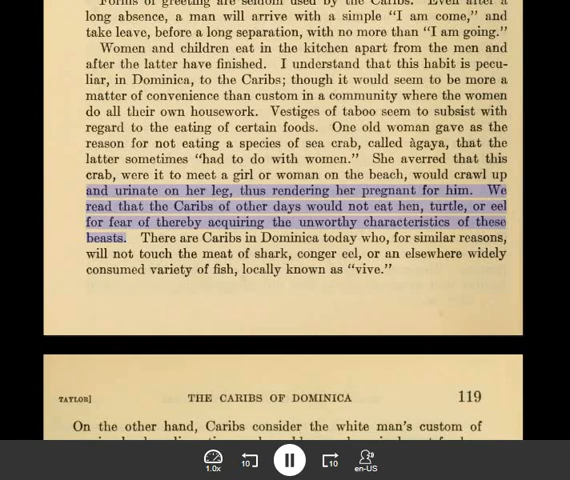 Forms of greeting are seldom used by the Caribs. Even after a
long absence, a man will arrive with a simple “I am come,” and
take leave, before a long separation, with no more than “I am going.”
Women and children eat in the kitchen apart from the men and
after the latter have finished. I understand that this habit is pecu-
liar, in Dominica, to the Caribs; though it would seem to be more a
matter of convenience than custom in a community where the women
do all their own housework. Vestiges of taboo seem to subsist with
regard to the eating of certain foods. One old woman gave as the
reason for not eating a species of sea crab, called àgaya, that the
latter sometimes “had to do with women.” She averred that this
crab, were it to meet a girl or woman on the beach, would crawl up
and urinate on her leg, thus rendering her pregnant for him. We
read that the Caribs of other days would not eat hen, turtle, or eel
for fear of thereby acquiring the unworthy characteristics of these
beasts. There are Caribs in Dominica today who, for similar reasons,
will not touch the meat of shark, conger eel, or an elsewhere widely
consumed variety of fish, locally known as “vive.”
TAYLOR] THE CARIBS OF DOMINICA 119
On the other hand, Caribs consider the white man's custom of
1.0x 10 10 en-US